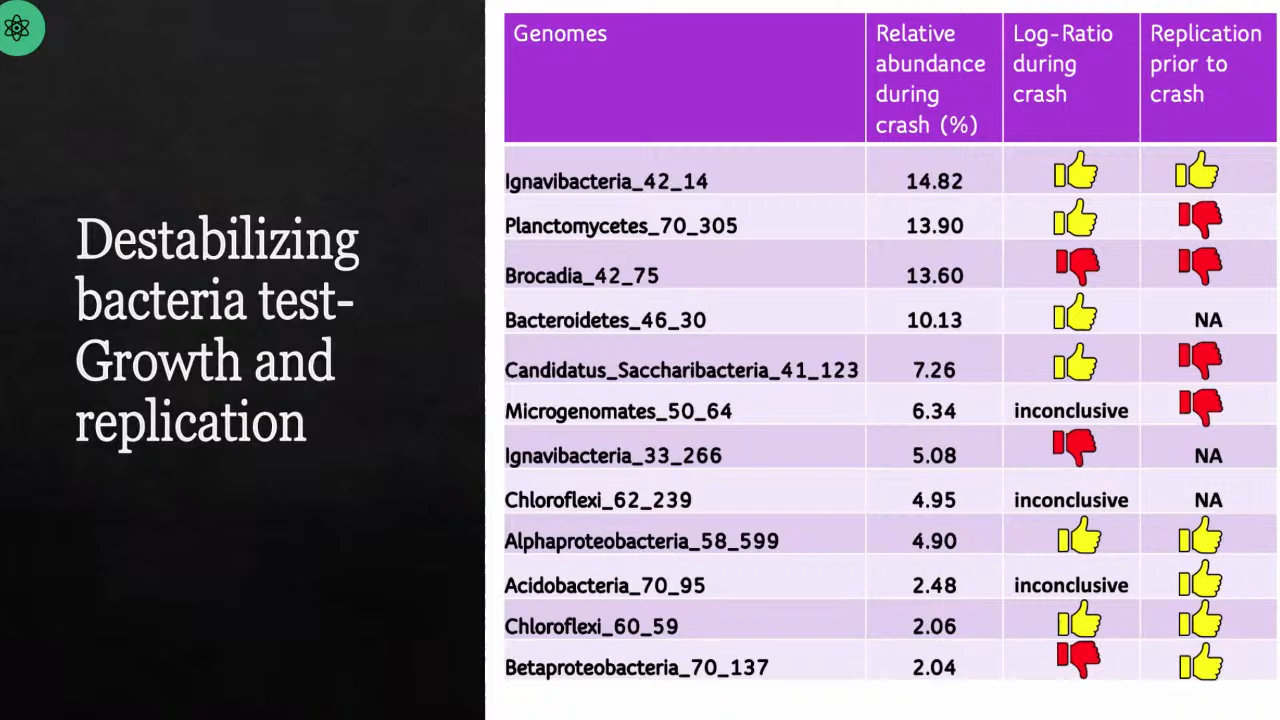 Destabilizing
bacteria test-
Growth and
replication
Genomes
Relative
abundance
during
crash (%)
Log-Ratio
during
crash
Replication
prior to
crash
Ignavibacteria_42_14 14.82
Planctomycetes_70_305 13.90
Brocadia_42_75 13.60
Bacteroidetes_46_30 10.13 NA
Candidatus_Saccharibacteria_41_123 7.26
Microgenomates_50_64 6.34 inconclusive
Ignavibacteria_33_266 5.08 NA
Chloroflexi_62_239 4.95 inconclusive NA
Alphaproteobacteria_58_599 4.90
Acidobacteria_70_95 2.48 inconclusive
Chloroflexi_60_59 2.06
Betaproteobacteria_70_137 2.04